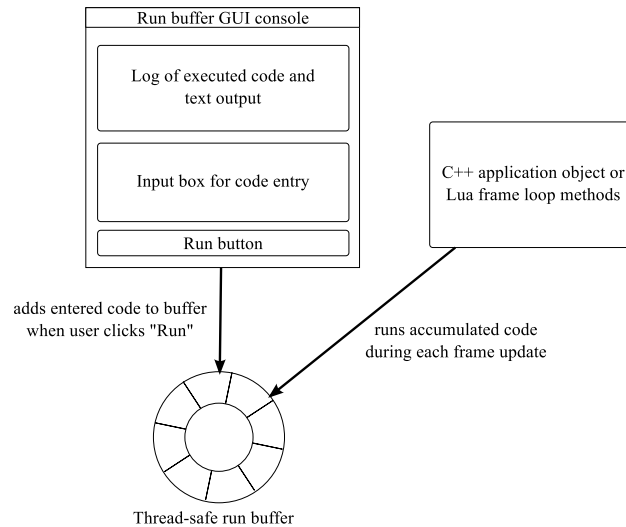 Run buffer GUI console
Log of executed code and
text output
Input box for code entry
Run button
C++ application object or
Lua frame loop methods
adds entered code to buffer
when user clicks "Run"
runs accumulated code
during each frame update
Thread-safe run buffer